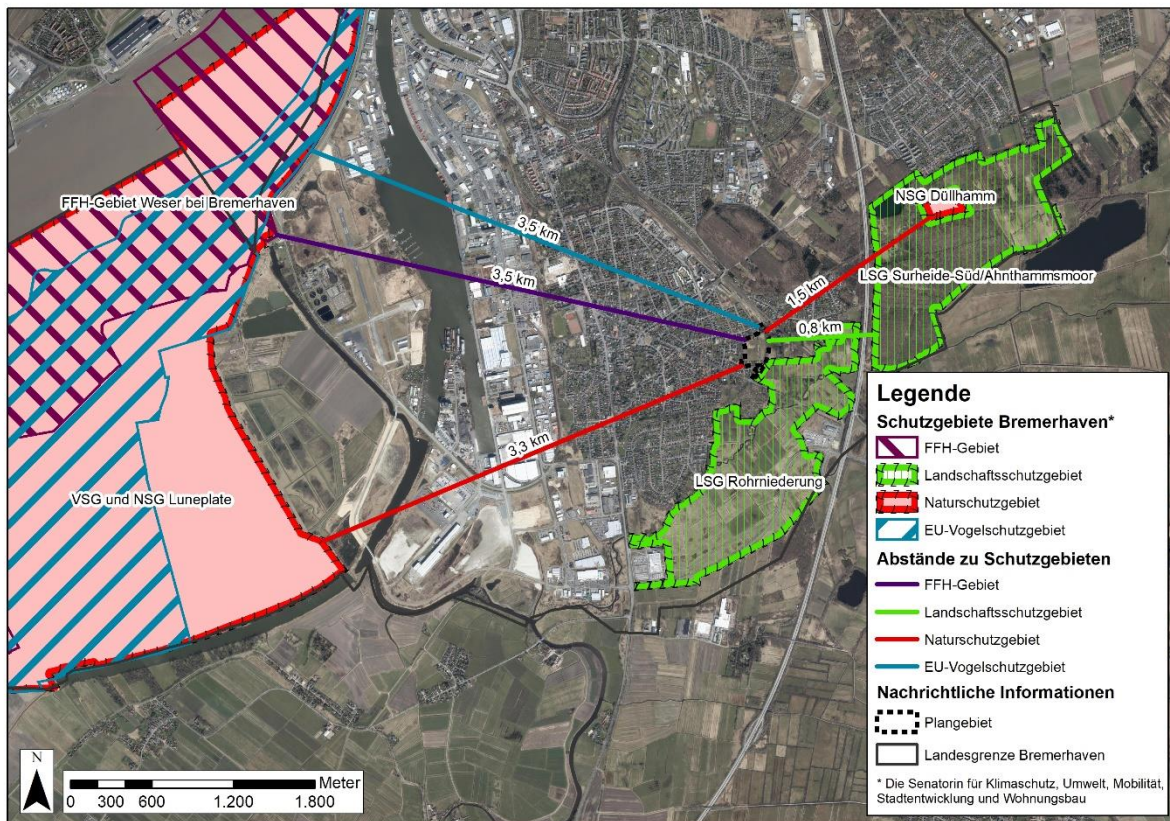 FFH-Gebiet Weser bei Bremerhaven
3,5 km
3,5 km
NSG Düllhamm
LSG Surheide-Süd/Ahnthammsmoor
1,5 km
0,8 km
3,3 km
VSG und NSG Luneplate
LSG Rohrniederung
Legende
Schutzgebiete Bremerhaven*
FFH-Gebiet
Landschaftsschutzgebiet
Naturschutzgebiet
EU-Vogelschutzgebiet
Abstände zu Schutzgebieten
FFH-Gebiet
Landschaftsschutzgebiet
Naturschutzgebiet
EU-Vogelschutzgebiet
Nachrichtliche Informationen
Plangebiet
Landesgrenze Bremerhaven
* Die Senatorin für Klimaschutz, Umwelt, Mobilität,
Stadtentwicklung und Wohnungsbau
N
Meter
0 300 600 1.200 1.800